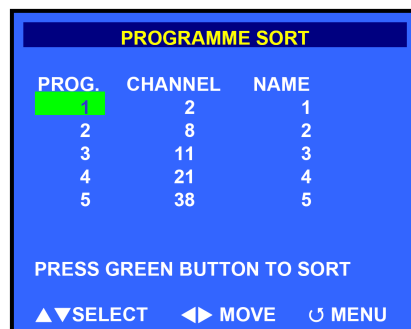 PROGRAMME SORT
PROG. CHANNEL NAME
1 2 1
2 8 2
3 11 3
4 21 4
5 38 5
PRESS GREEN BUTTON TO SORT
▲▼SELECT ◀▶ MOVE ↺ MENU